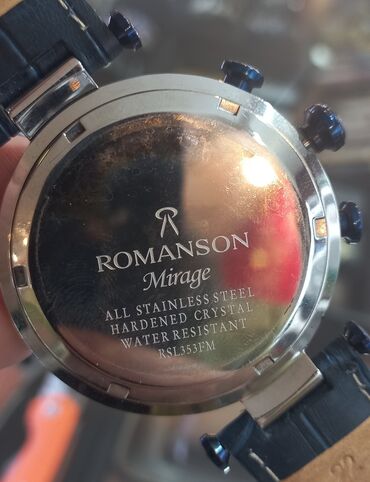 ROMANSON
Mirage
ALL STAINLESS STEEL
HARDENED CRYSTAL
WATER RESISTANT
RSL353FM